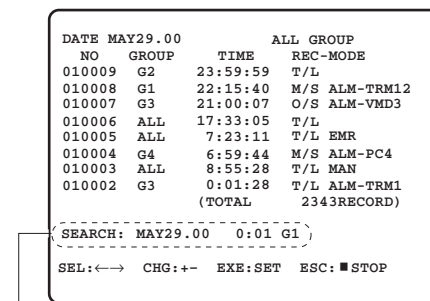 DATE MAY29.00 ALL GROUP
NO GROUP TIME REC-MODE
010009 G2 23:59:59 T/L
010008 G1 22:15:40 M/S ALM-TRM12
010007 G3 21:00:07 O/S ALM-VMD3
010006 ALL 17:33:05 T/L
010005 ALL 7:23:11 T/L EMR
010004 G4 6:59:44 M/S ALM-PC4
010003 ALL 8:55:28 T/L MAN
010002 G3 0:01:28 T/L ALM-TRM1
(TOTAL 2343RECORD)
SEARCH: MAY29.00 0:01 G1
SEL:←→ CHG:+- EXE:SET ESC:■STOP